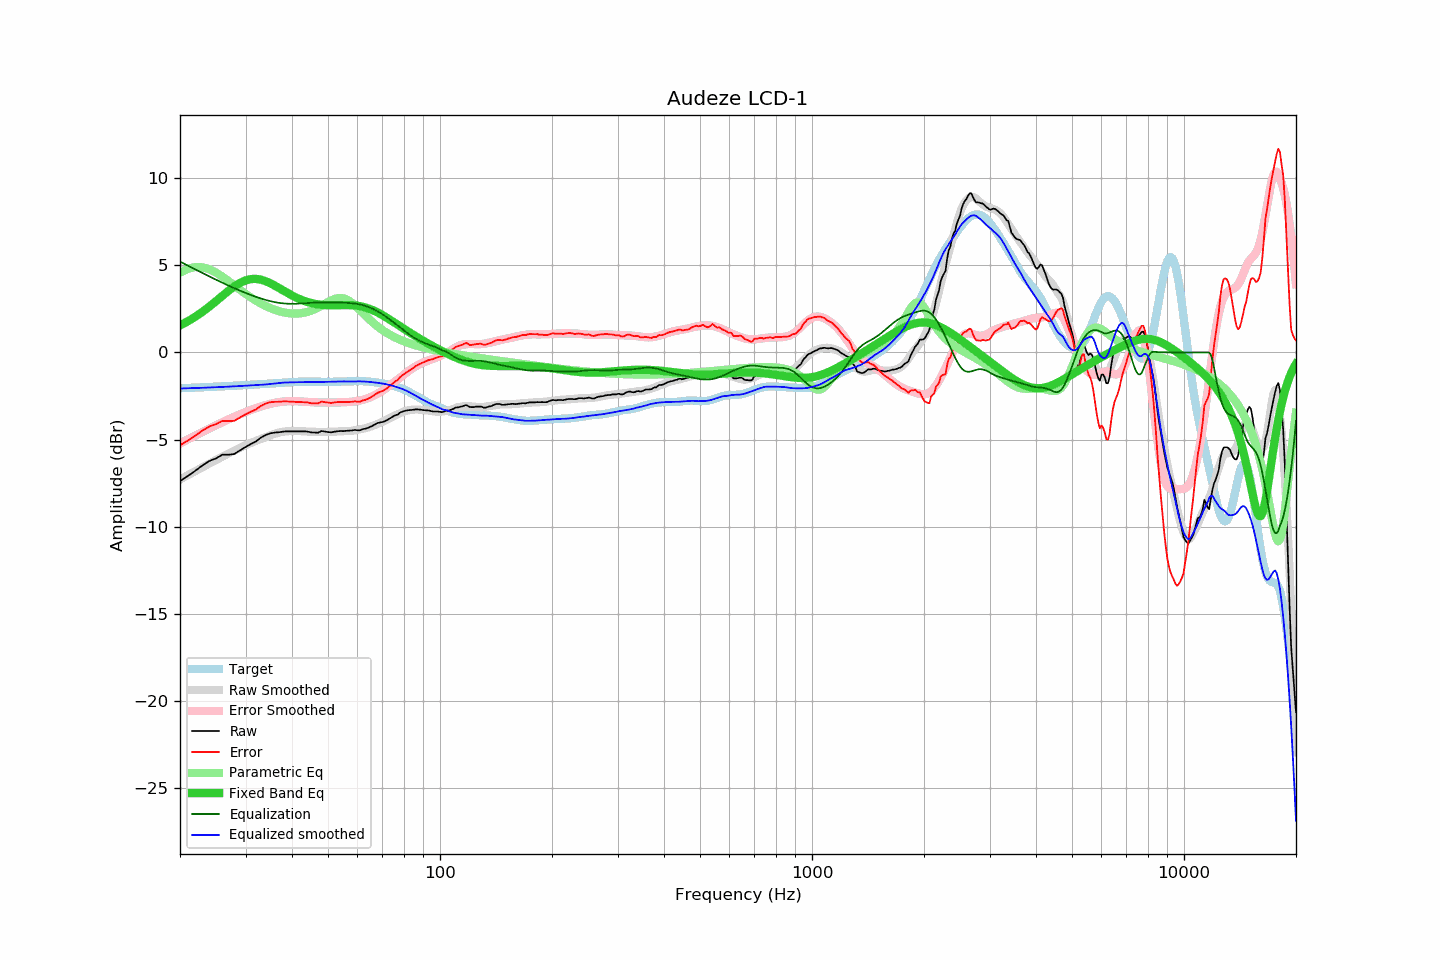 Audeze LCD-1
10
5
0
−5
−10
−15
−20
−25
Amplitude (dBr)
Target
Raw Smoothed
Error Smoothed
Raw
Error
Parametric Eq
Fixed Band Eq
Equalization
Equalized smoothed
100
1000
10000
Frequency (Hz)